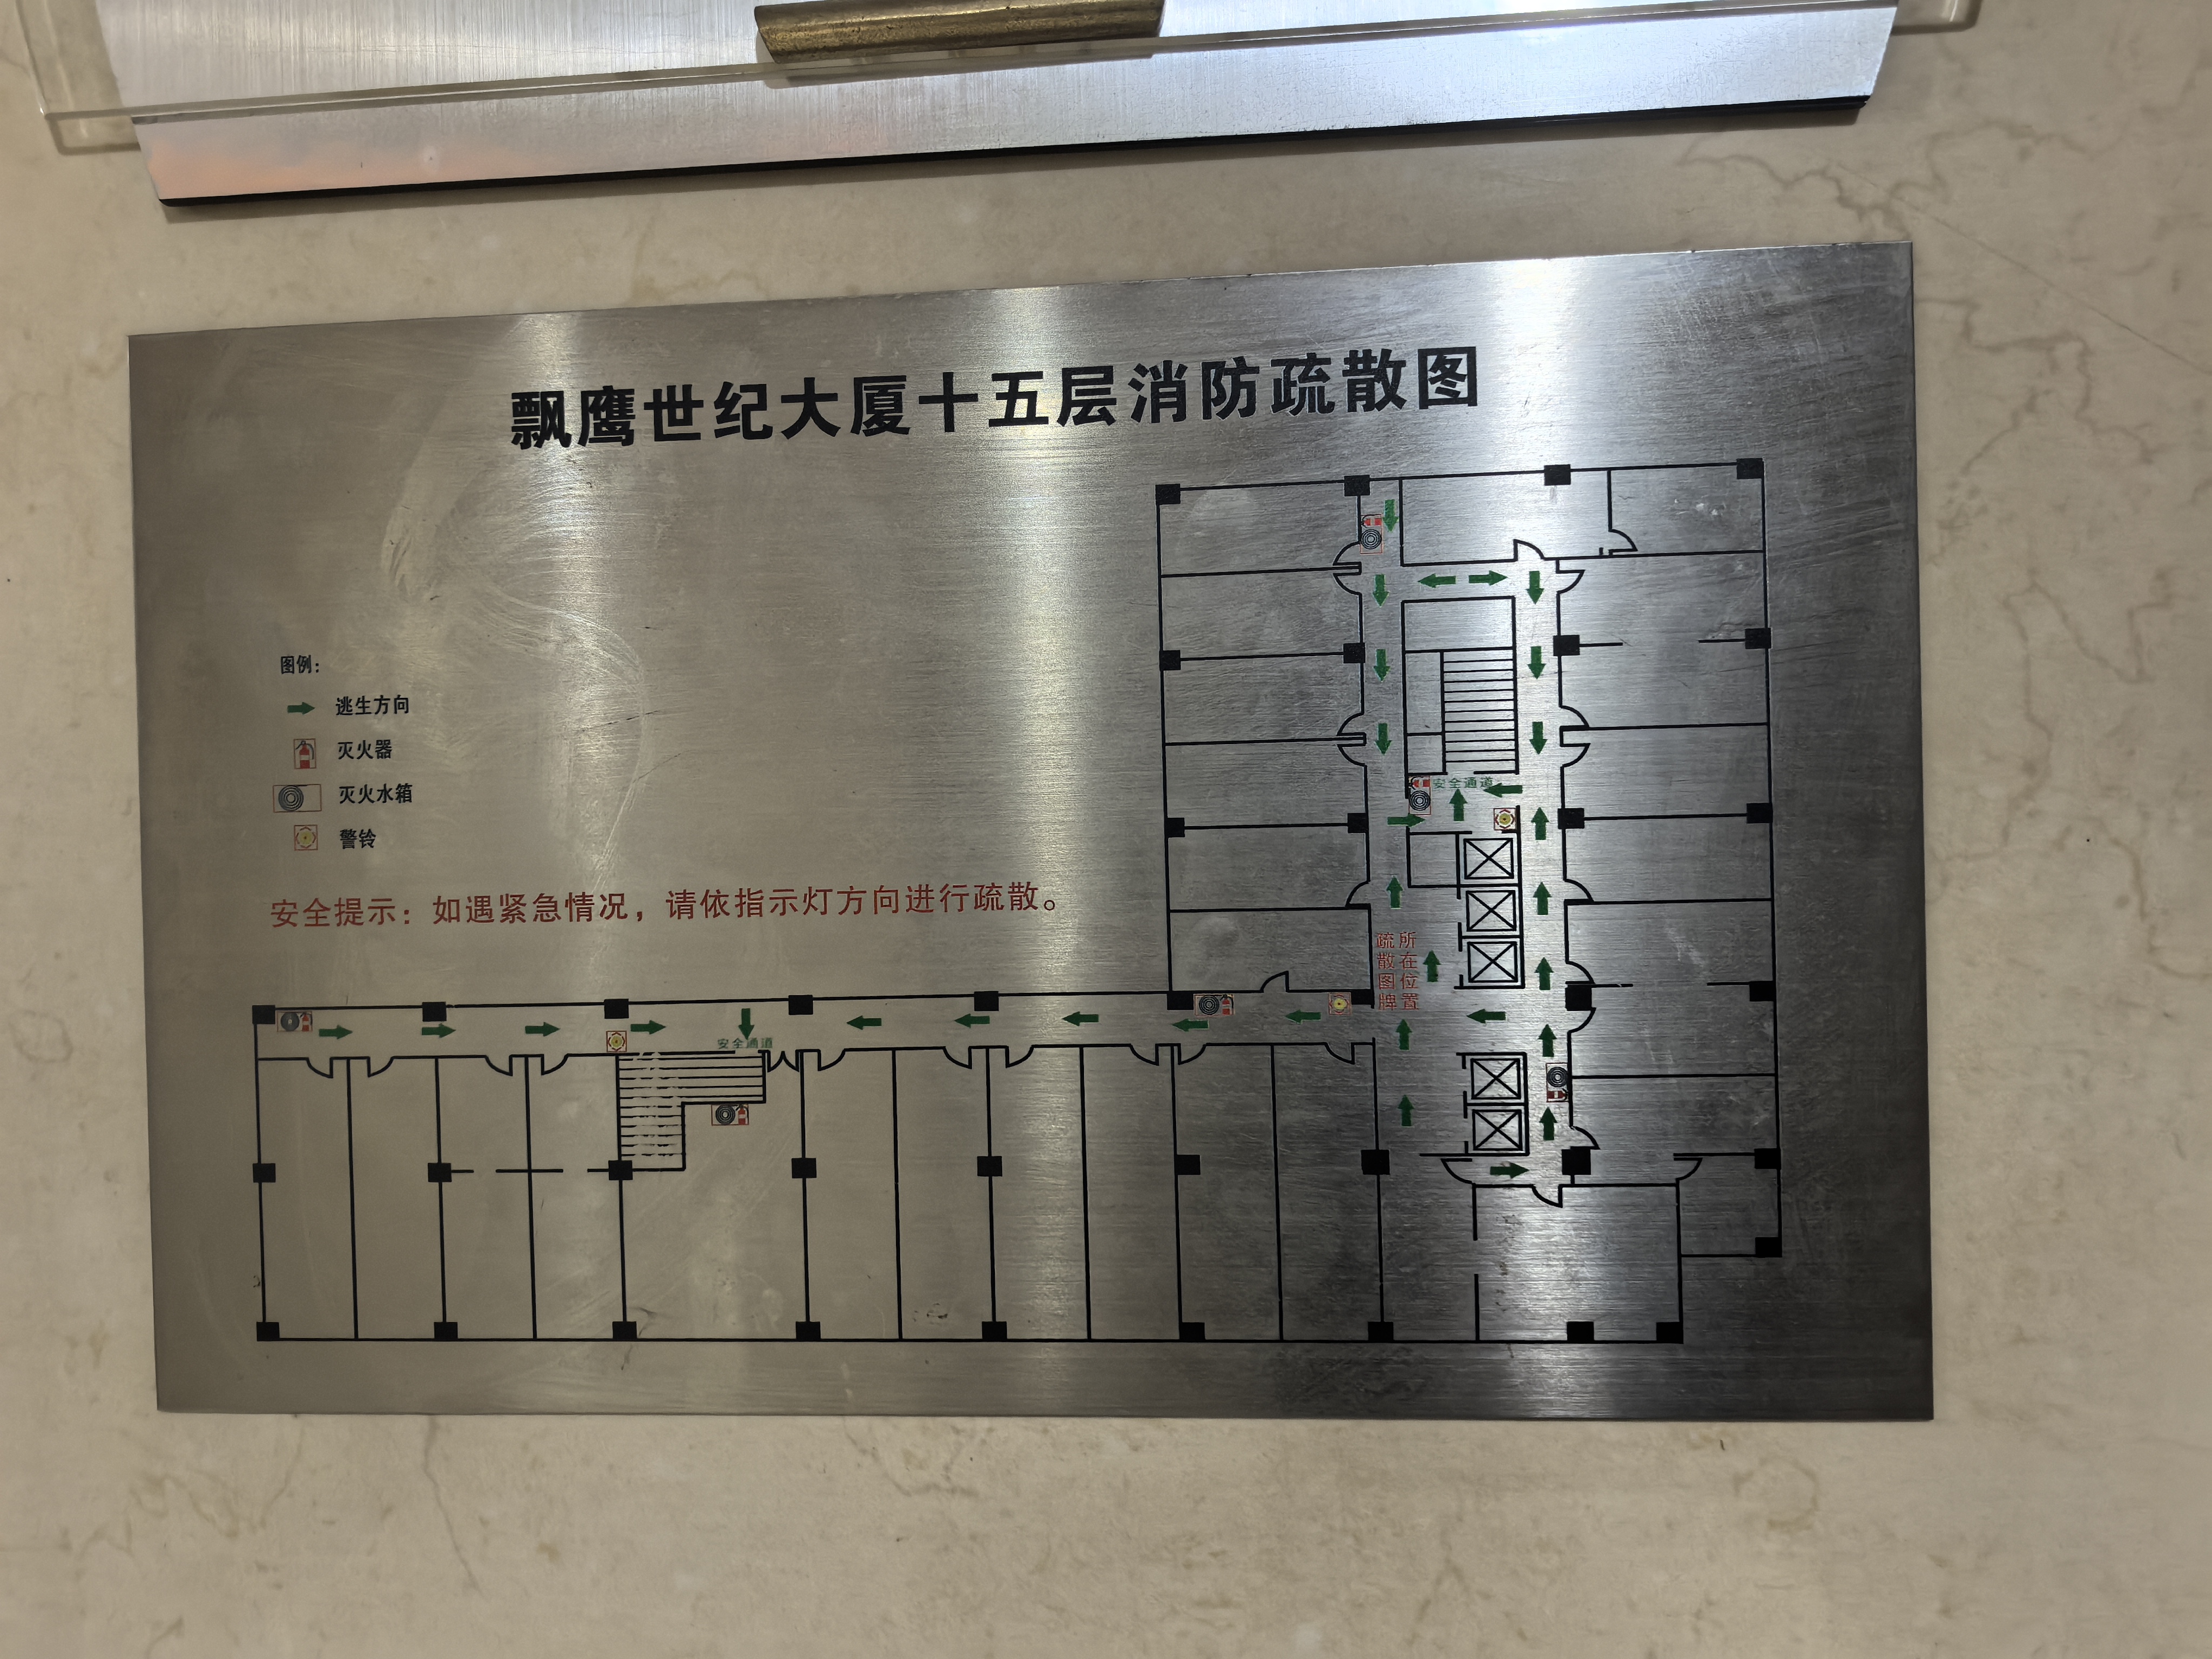 飘鹰世纪大厦十五层消防疏散图
图例：
逃生方向
灭火器
灭火水箱
警铃
安全提示：如遇紧急情况，请依指示灯方向进行疏散。
安全通道
疏散图牌
所在位置
安全通道